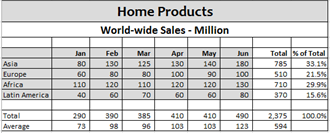 Home Products
World-wide Sales - Million
Jan Feb Mar Apr May Jun Total % of Total
Asia 80 130 125 130 140 180 785 33.1%
Europe 60 80 80 100 90 100 510 21.5%
Africa 110 120 110 120 120 130 710 29.9%
Latin America 40 60 70 60 60 80 370 15.6%
Total 290 390 385 410 410 490 2,375 100.0%
Average 73 98 96 103 103 123 594